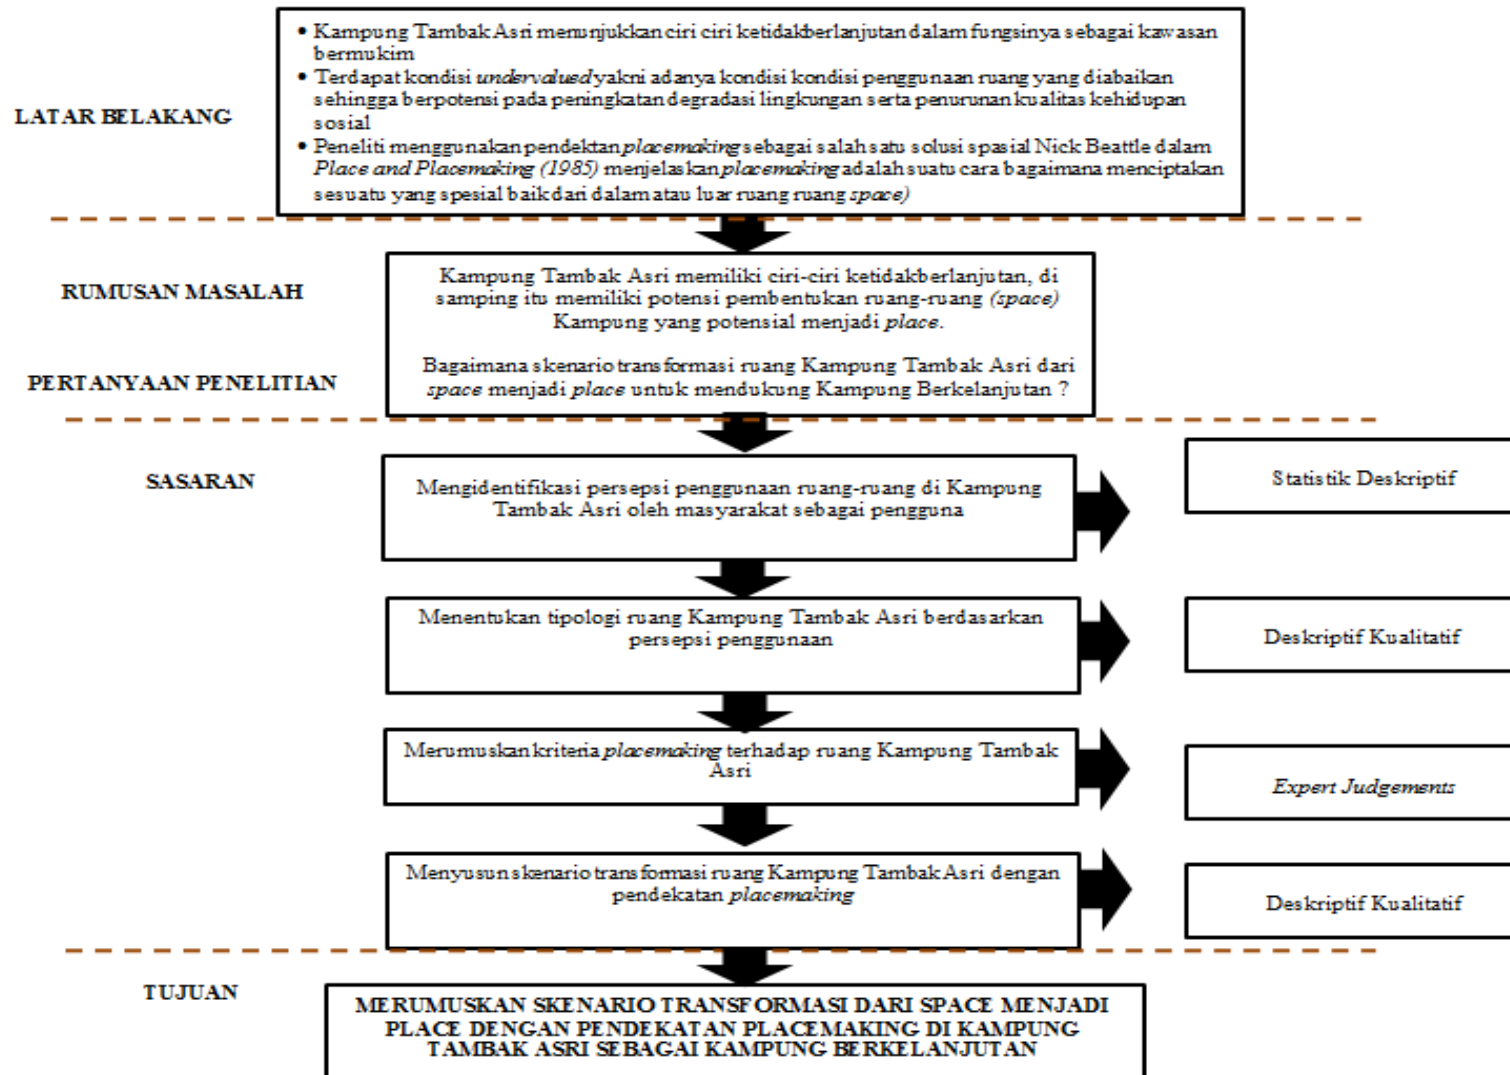 LATAR BELAKANG
• Kampung Tambak Asri menunjukkan ciri ciri ketidakberlanjutan dalam fungsinya sebagai kawasan
bermukim
• Terdapat kondisi undervalued yakni adanya kondisi kondisi penggunaan ruang yang diabaikan
sehingga berpotensi pada peningkatan degradasi lingkungan serta penurunan kualitas kehidupan
sosial
• Peneliti menggunakan pendektan placemaking sebagai salah satu solusi spasial Nick Beattle dalam
Place and Placemaking (1985) menjelaskan placemaking adalah suatu cara bagaimana menciptakan
sesuatu yang spesial baik dari dalam atau luar ruang ruang space)
RUMUSAN MASALAH
Kampung Tambak Asri memiliki ciri-ciri ketidakberlanjutan, di
samping itu memiliki potensi pembentukan ruang-ruang (space)
Kampung yang potensial menjadi place.
PERTANYAAN PENELITIAN
Bagaimana skenario transformasi ruang Kampung Tambak Asri dari
space menjadi place untuk mendukung Kampung Berkelanjutan ?
SASARAN
Mengidentifikasi persepsi penggunaan ruang-ruang di Kampung
Tambak Asri oleh masyarakat sebagai pengguna
Statistik Deskriptif
Menentukan tipologi ruang Kampung Tambak Asri berdasarkan
persepsi penggunaan
Deskriptif Kualitatif
Merumuskan kriteria placemaking terhadap ruang Kampung Tambak
Asri
Expert Judgements
Menyusun skenario transformasi ruang Kampung Tambak Asri dengan
pendekatan placemaking
Deskriptif Kualitatif
TUJUAN
MERUMUSKAN SKENARIO TRANSFORMASI DARI SPACE MENJADI
PLACE DENGAN PENDEKATAN PLACEMAKING DI KAMPUNG
TAMBAK ASRI SEBAGAI KAMPUNG BERKELANJUTAN